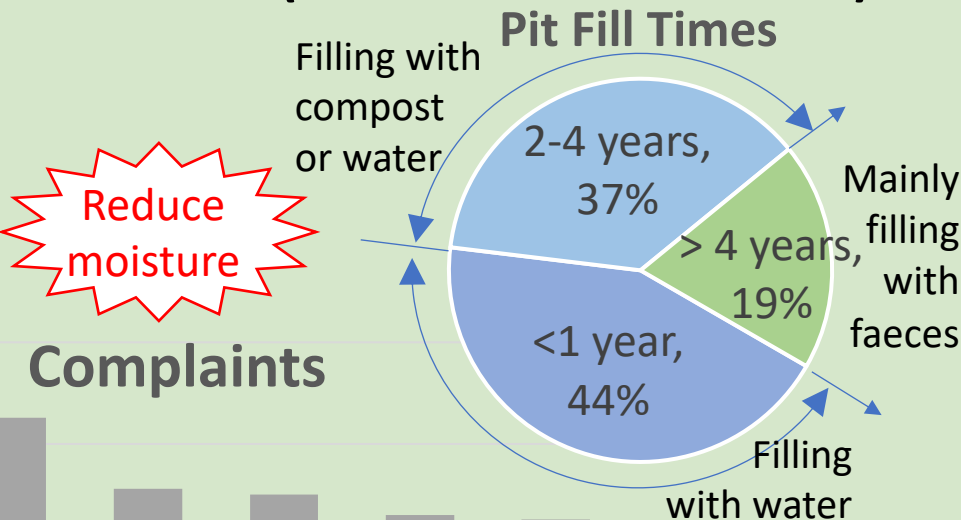 Pit Fill Times
Filling with
compost
or water
2-4 years,
37%
Reduce
moisture
Mainly
filling
with
faeces
> 4 years,
19%
<1 year,
44%
Complaints
Filling
with water